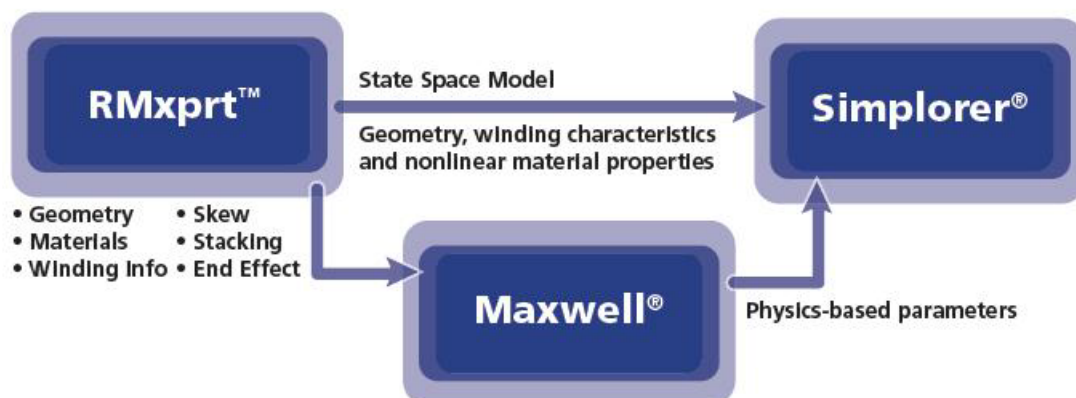 RMxprt™
State Space Model
Geometry, winding characteristics
and nonlinear material properties
Simplorer®
• Geometry • Skew
• Materials • Stacking
• Winding Info • End Effect
Maxwell®
Physics-based parameters